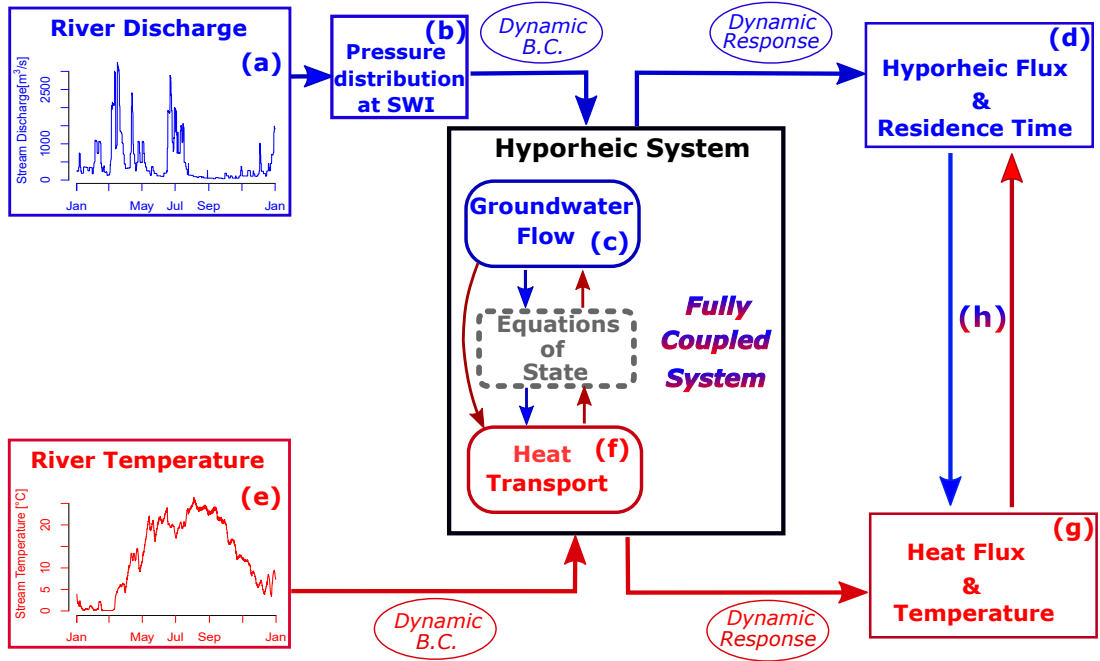 River Discharge
(a)
Stream Discharge[m³/s]
2500
1000
0
Jan
May
Jul
Sep
Jan
(b)
Pressure
distribution
at SWI
Dynamic
B.C.
Dynamic
Response
(d)
Hyporheic Flux
&
Residence Time
Hyporheic System
Groundwater
Flow
(c)
Equations
of
State
Fully
Coupled
System
(f)
Heat
Transport
(h)
River Temperature
(e)
Stream Temperature [°C]
20
10
5
0
Jan
May
Jul
Sep
Jan
Dynamic
B.C.
Dynamic
Response
(g)
Heat Flux
&
Temperature